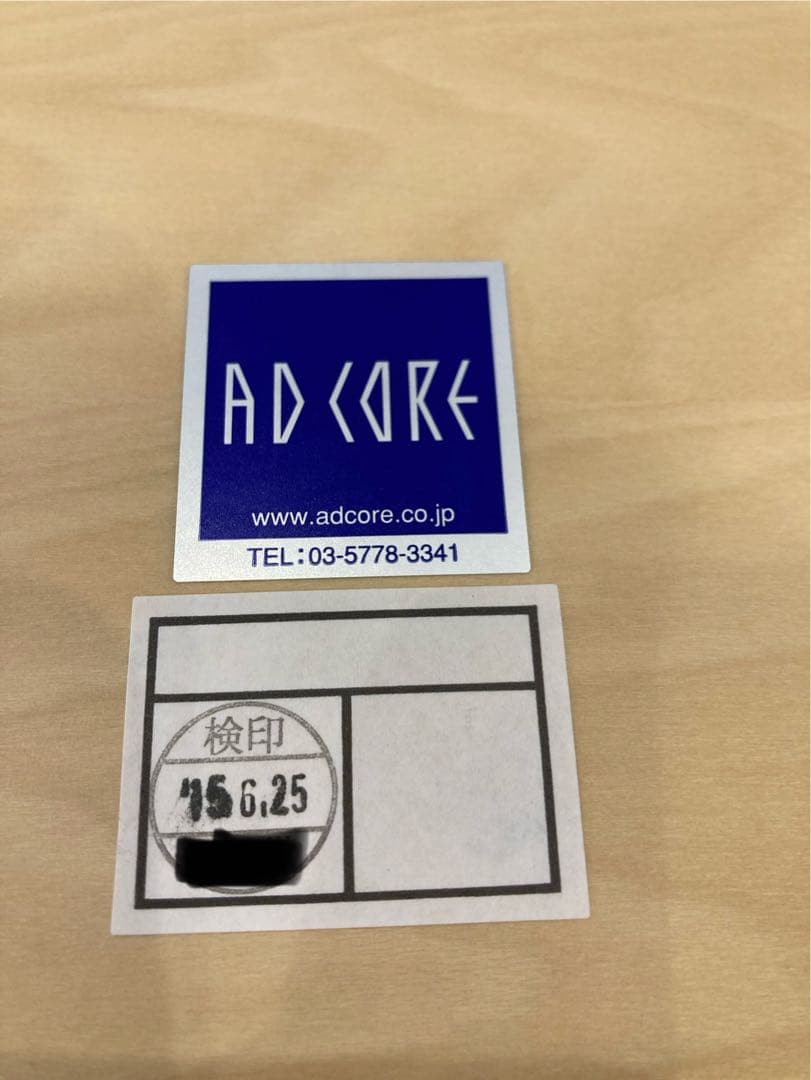 AD CORE
www.adcore.co.jp
TEL:03-5778-3341
検印
'15 6.25